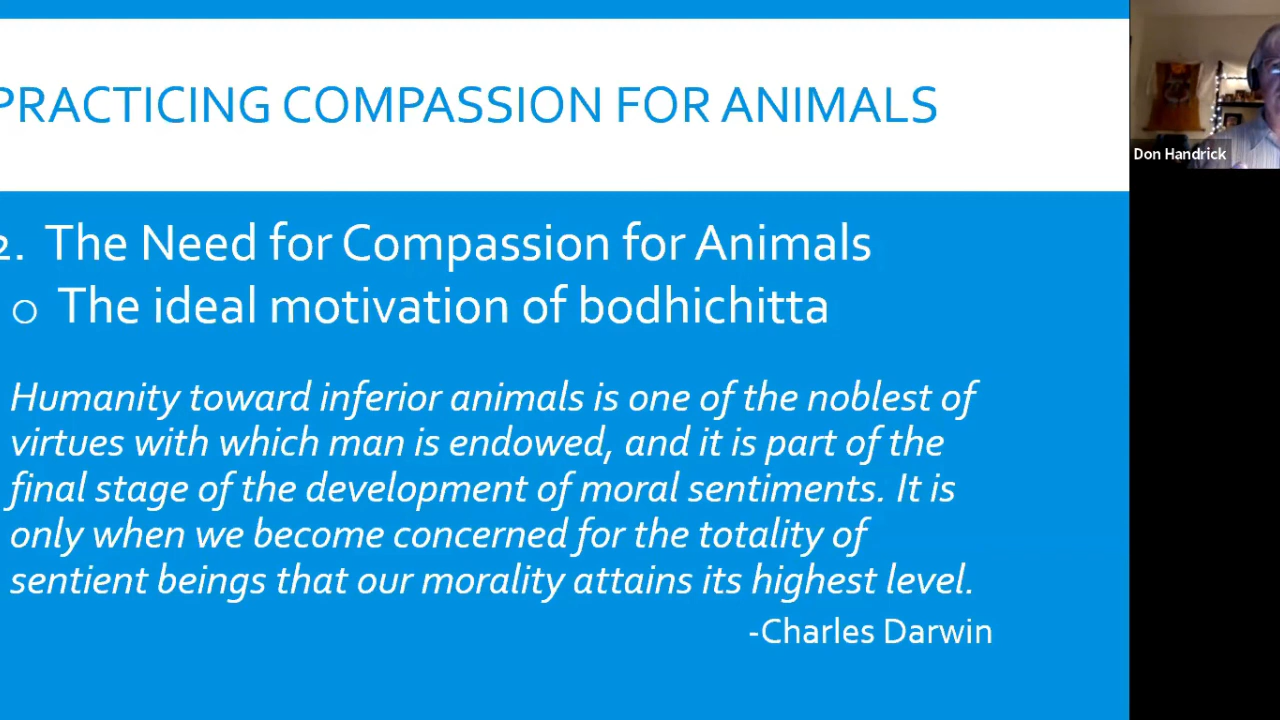 PRACTICING COMPASSION FOR ANIMALS
Don Handrick
2. The Need for Compassion for Animals
o The ideal motivation of bodhichitta
Humanity toward inferior animals is one of the noblest of
virtues with which man is endowed, and it is part of the
final stage of the development of moral sentiments. It is
only when we become concerned for the totality of
sentient beings that our morality attains its highest level.
-Charles Darwin